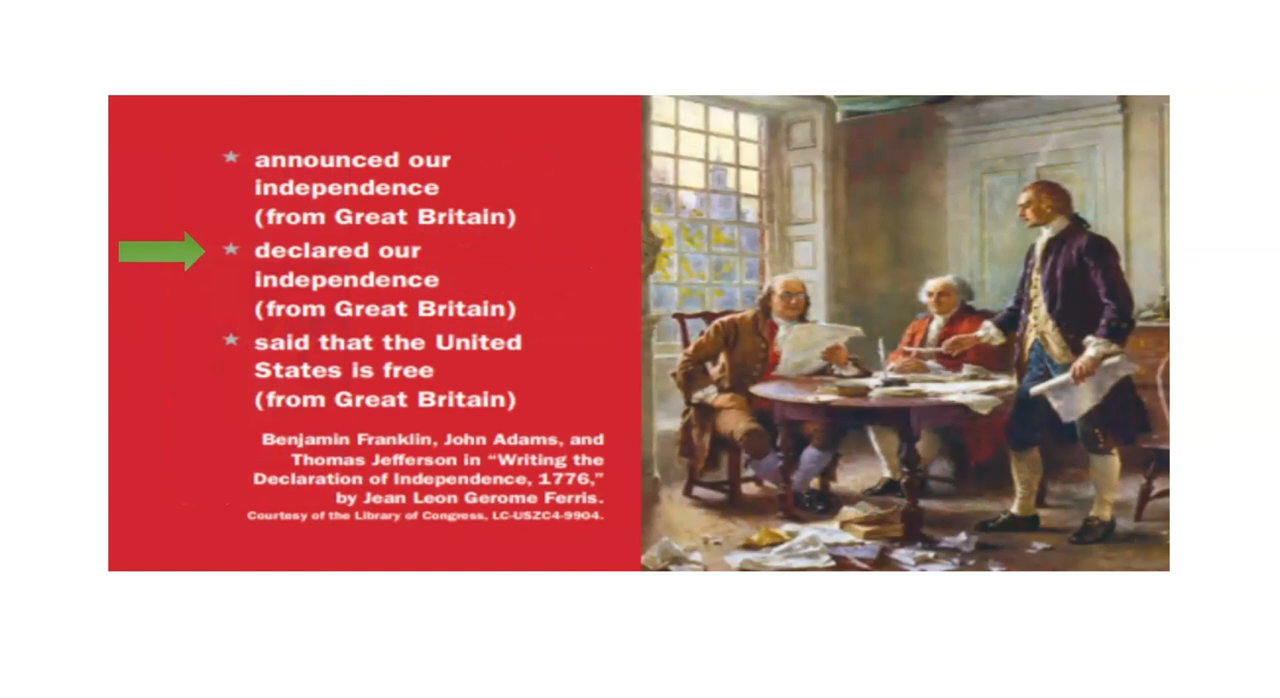 announced our
independence
(from Great Britain)
declared our
independence
(from Great Britain)
said that the United
States is free
(from Great Britain)
Benjamin Franklin, John Adams, and
Thomas Jefferson in “Writing the
Declaration of Independence, 1776,”
by Jean Leon Gerome Ferris.
Courtesy of the Library of Congress, LC-USZC4-9904.